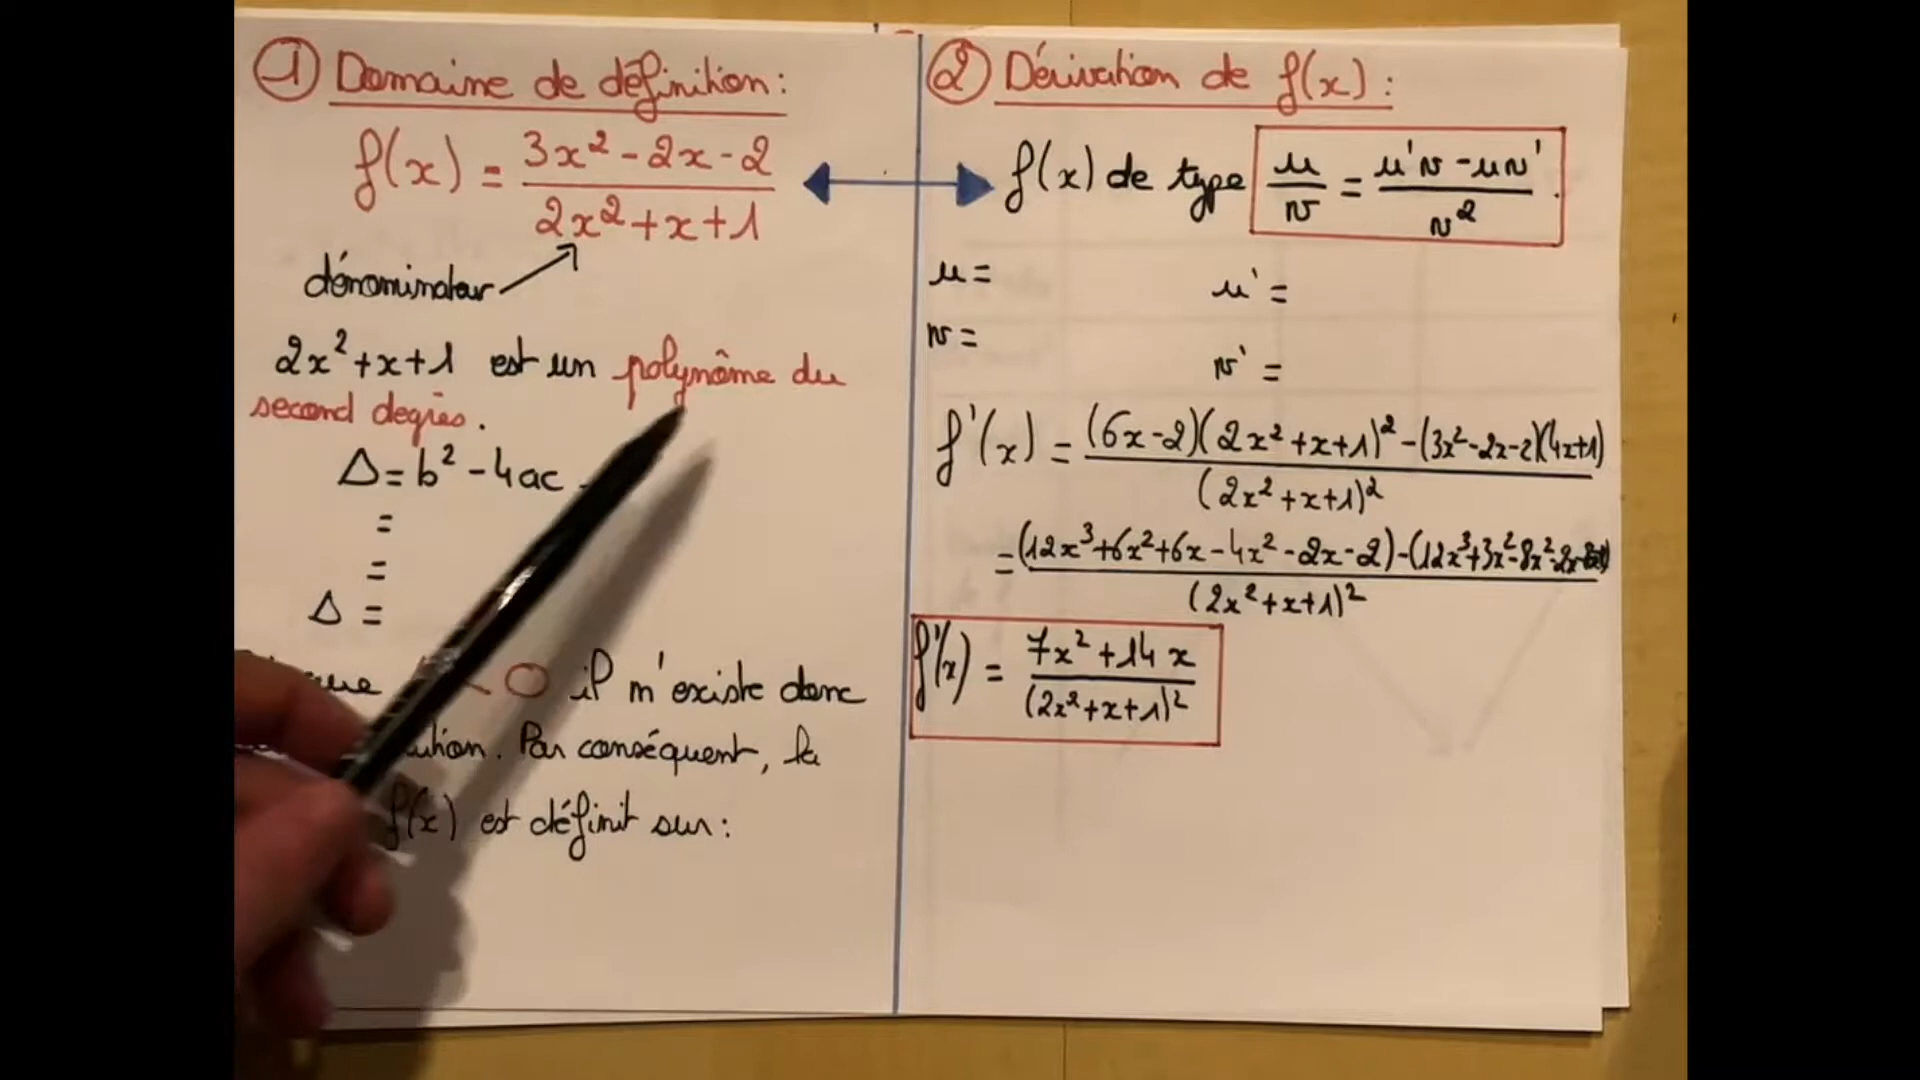 1 Domaine de définition:
f(x) = 3x² - 2x - 2 / 2x² + x + 1
dénominateur
2x² + x + 1 est un polynôme du
second degrès.
Δ = b² - 4ac
=
=
Δ =
O il n'existe donc
Par conséquent, la
f(x) est définit sur:
2 Dérivation de f(x):
f(x) de type u/v = u'v - uv' / v².
u = u' =
v = v' =
f'(x) = (6x-2)(2x²+x+1)² - (3x²-2x-2)(4x+1) / (2x²+x+1)²
= (12x³+6x²+6x-4x²-2x-2) - (12x³+3x²-8x²-2x / (2x²+x+1)²
f'(x) = 7x² + 14x / (2x²+x+1)²